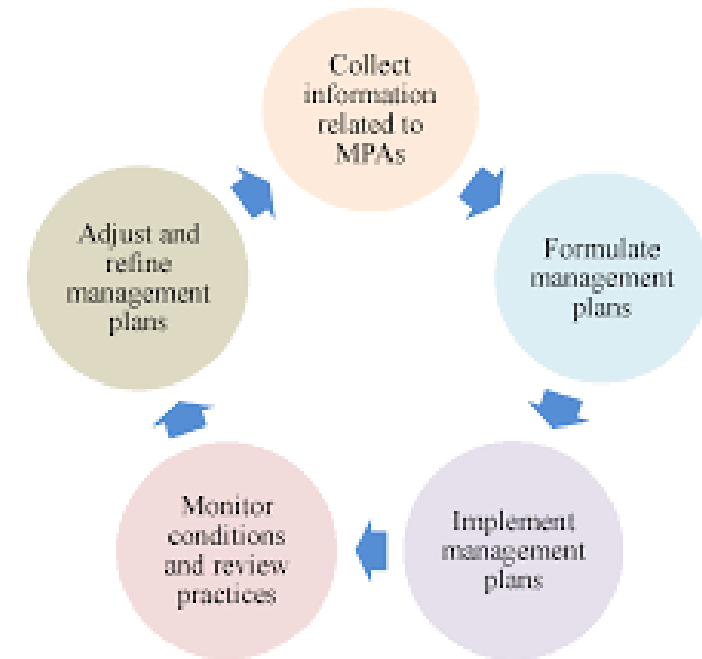 Collect
information
related to
MPAs
Formulate
management
plans
Implement
management
plans
Monitor
conditions
and review
practices
Adjust and
refine
management
plans